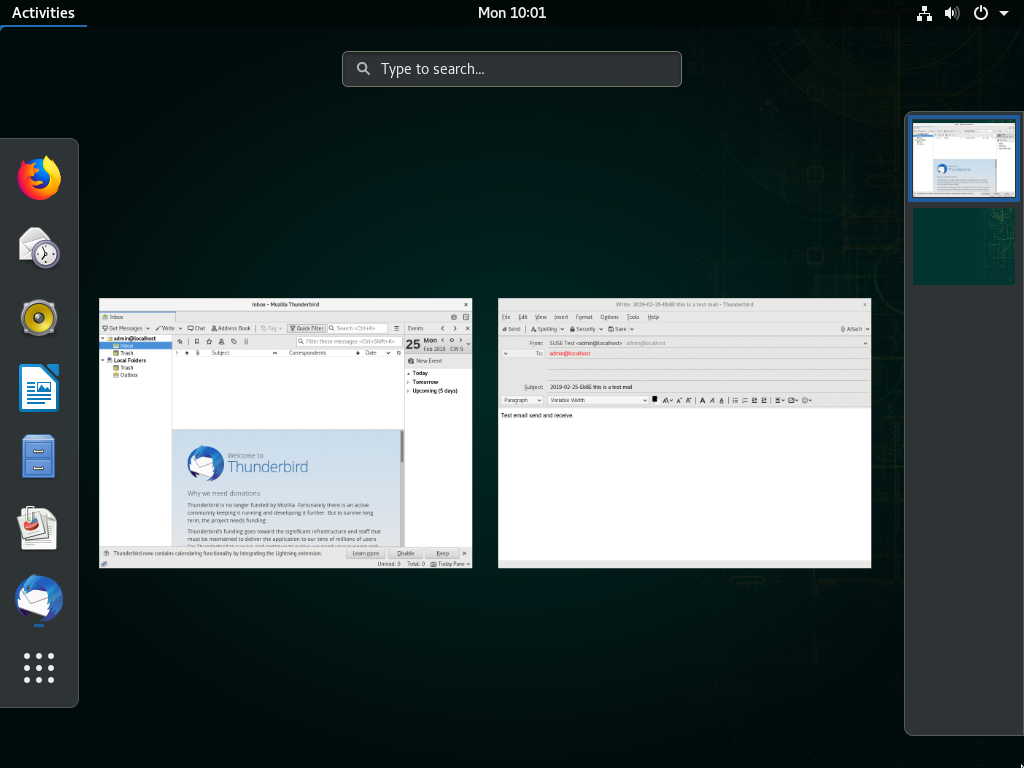 Activities
Mon 10:01
Type to search...
Inbox - Mozilla Thunderbird
Inbox
Get Messages Write Chat Address Book Tag Quick Filter Search <Ctrl+K>
Events
admin@localhost
Inbox
Trash
Local Folders
Trash
Outbox
Filter these messages <Ctrl+Shift+K>
Subject Correspondents Date
25 Mon
Feb 2019 CW 9
New Event
Today
Tomorrow
Upcoming (5 days)
Welcome to
Thunderbird
Why we need donations
Thunderbird is no longer funded by Mozilla. Fortunately there is an active
community keeping it running and developing it further. But to survive long
term, the project needs funding.
Thunderbird's funding goes toward the significant infrastructure and staff that
must be maintained to deliver the application to our tens of millions of users.
Thunderbird now contains calendaring functionality by integrating the Lightning extension.
Learn more Disable Keep
Unread: 0 Total: 0 Today Pane
Write: 2019-02-25-Eb8E this is a test mail - Thunderbird
File Edit View Insert Format Options Tools Help
Send Spelling Security Save Attach
From: SUSE Test <admin@localhost> admin@localhost
To: admin@localhost
Subject: 2019-02-25-Eb8E this is a test mail
Paragraph Variable Width
Test email send and receive.